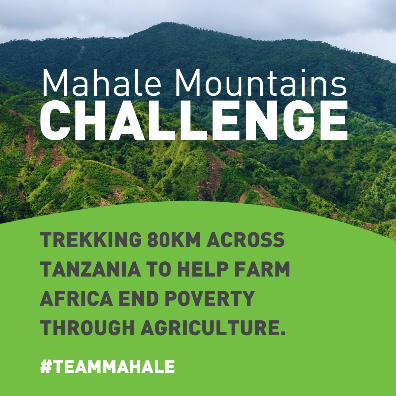 Mahale Mountains
CHALLENGE
TREKKING 80KM ACROSS
TANZANIA TO HELP FARM
AFRICA END POVERTY
THROUGH AGRICULTURE.
#TEAMMAHALE